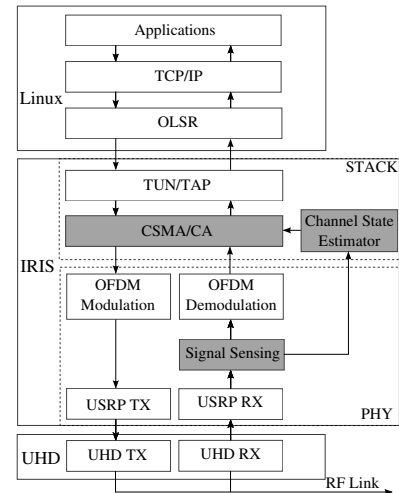 Applications
TCP/IP
Linux
OLSR
STACK
TUN/TAP
CSMA/CA
Channel State
Estimator
IRIS
OFDM
Modulation
OFDM
Demodulation
Signal Sensing
USRP TX
USRP RX
PHY
UHD
UHD TX
UHD RX
RF Link